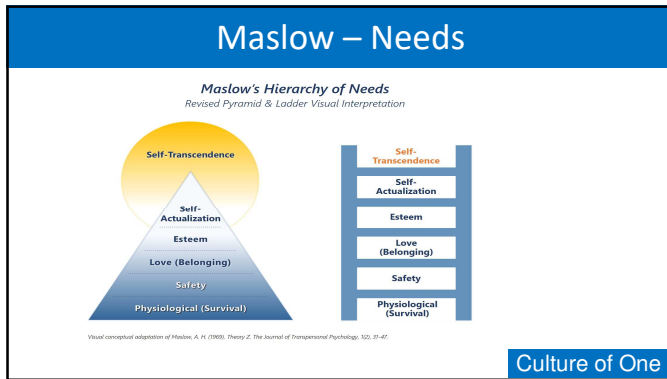 Maslow – Needs
Maslow's Hierarchy of Needs
Revised Pyramid & Ladder Visual Interpretation
Self-Transcendence
Self-
Actualization
Esteem
Love (Belonging)
Safety
Physiological (Survival)
Self-
Transcendence
Self-
Actualization
Esteem
Love
(Belonging)
Safety
Physiological
(Survival)
Visual conceptual adaptation of Maslow, A. H. (1969). Theory Z. The Journal of Transpersonal Psychology, 1(2), 31–47.
Culture of One